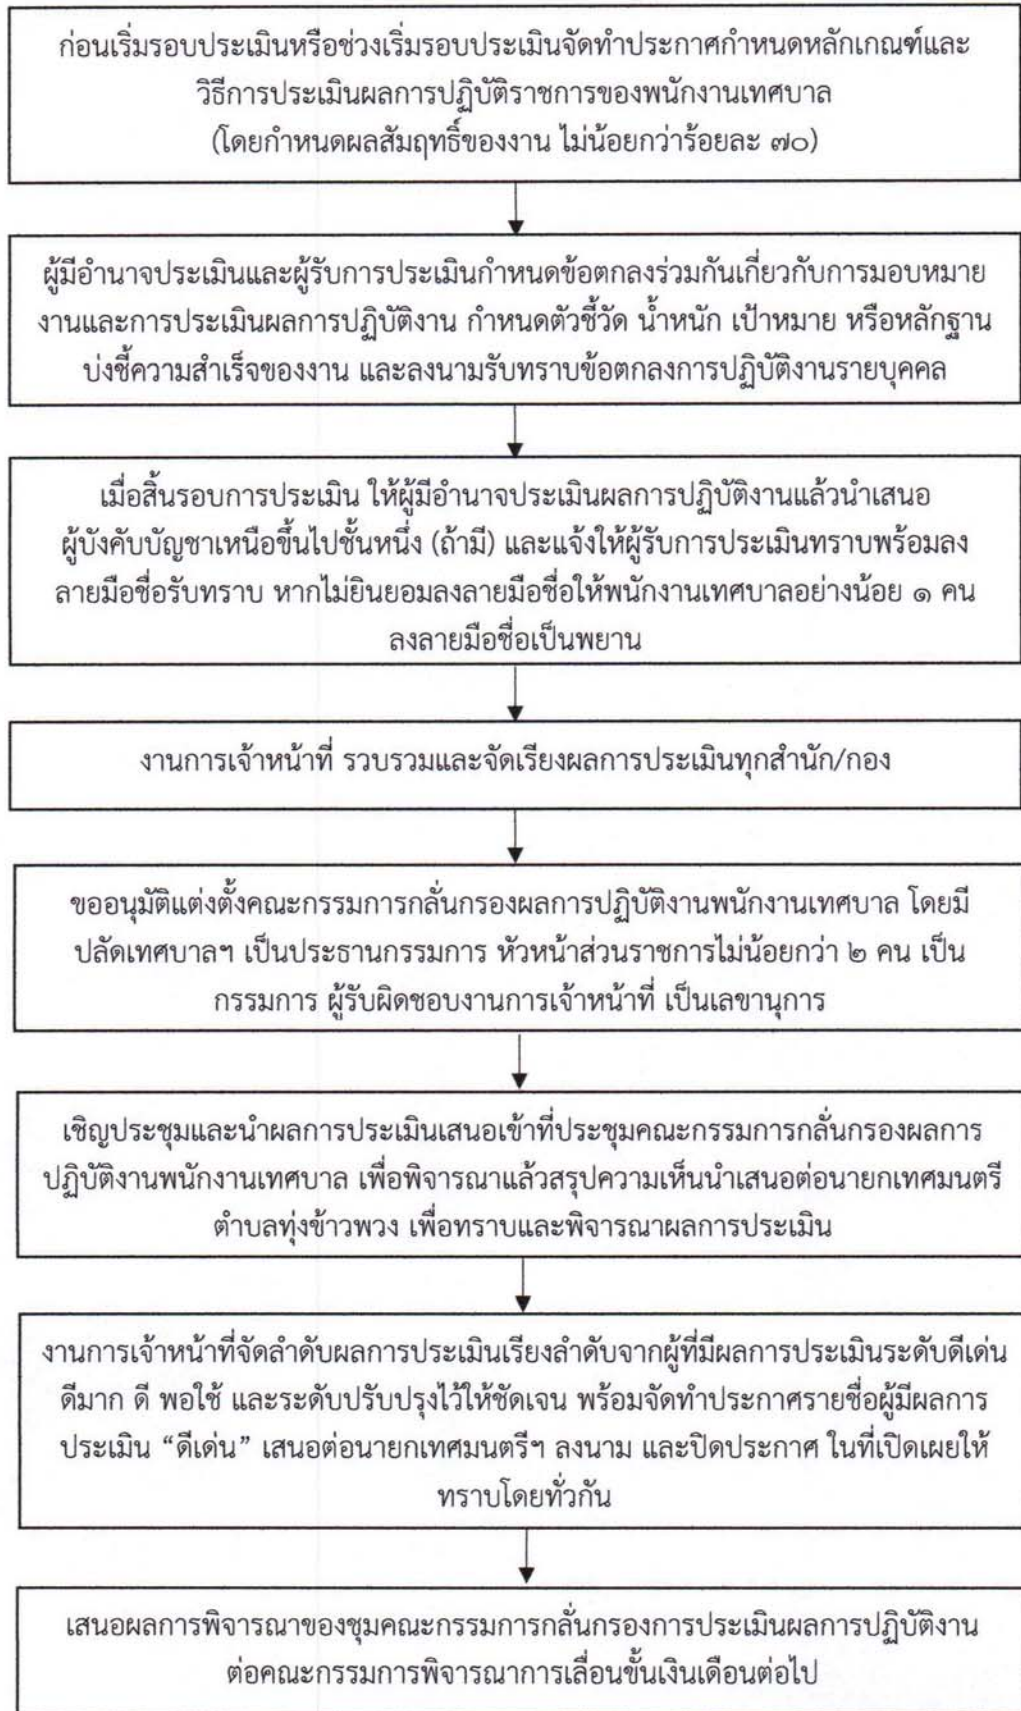 ก่อนเริ่มรอบประเมินหรือช่วงเริ่มรอบประเมินจัดทำประกาศกำหนดหลักเกณฑ์และ
วิธีการประเมินผลการปฏิบัติราชการของพนักงานเทศบาล
(โดยกำหนดผลสัมฤทธิ์ของงาน ไม่น้อยกว่าร้อยละ ๗๐)
ผู้มีอำนาจประเมินและผู้รับการประเมินกำหนดข้อตกลงร่วมกันเกี่ยวกับการมอบหมาย
งานและการประเมินผลการปฏิบัติงาน กำหนดตัวชี้วัด น้ำหนัก เป้าหมาย หรือหลักฐาน
บ่งชี้ความสำเร็จของงาน และลงนามรับทราบข้อตกลงการปฏิบัติงานรายบุคคล
เมื่อสิ้นรอบการประเมิน ให้ผู้มีอำนาจประเมินผลการปฏิบัติงานแล้วนำเสนอ
ผู้บังคับบัญชาเหนือขึ้นไปชั้นหนึ่ง (ถ้ามี) และแจ้งให้ผู้รับการประเมินทราบพร้อมลง
ลายมือชื่อรับทราบ หากไม่ยินยอมลงลายมือชื่อให้พนักงานเทศบาลอย่างน้อย ๑ คน
ลงลายมือชื่อเป็นพยาน
งานการเจ้าหน้าที่ รวบรวมและจัดเรียงผลการประเมินทุกสำนัก/กอง
ขออนุมัติแต่งตั้งคณะกรรมการกลั่นกรองผลการปฏิบัติงานพนักงานเทศบาล โดยมี
ปลัดเทศบาลฯ เป็นประธานกรรมการ หัวหน้าส่วนราชการไม่น้อยกว่า ๒ คน เป็น
กรรมการ ผู้รับผิดชอบงานการเจ้าหน้าที่ เป็นเลขานุการ
เชิญประชุมและนำผลการประเมินเสนอเข้าที่ประชุมคณะกรรมการกลั่นกรองผลการ
ปฏิบัติงานพนักงานเทศบาล เพื่อพิจารณาแล้วสรุปความเห็นนำเสนอต่อนายกเทศมนตรี
ตำบลทุ่งข้าวพวง เพื่อทราบและพิจารณาผลการประเมิน
งานการเจ้าหน้าที่จัดลำดับผลการประเมินเรียงลำดับจากผู้ที่มีผลการประเมินระดับดีเด่น
ดีมาก ดี พอใช้ และระดับปรับปรุงไว้ให้ชัดเจน พร้อมจัดทำประกาศรายชื่อผู้มีผลการ
ประเมิน “ดีเด่น” เสนอต่อนายกเทศมนตรีฯ ลงนาม และปิดประกาศ ในที่เปิดเผยให้
ทราบโดยทั่วกัน
เสนอผลการพิจารณาของชุมคณะกรรมการกลั่นกรองการประเมินผลการปฏิบัติงาน
ต่อคณะกรรมการพิจารณาการเลื่อนขั้นเงินเดือนต่อไป